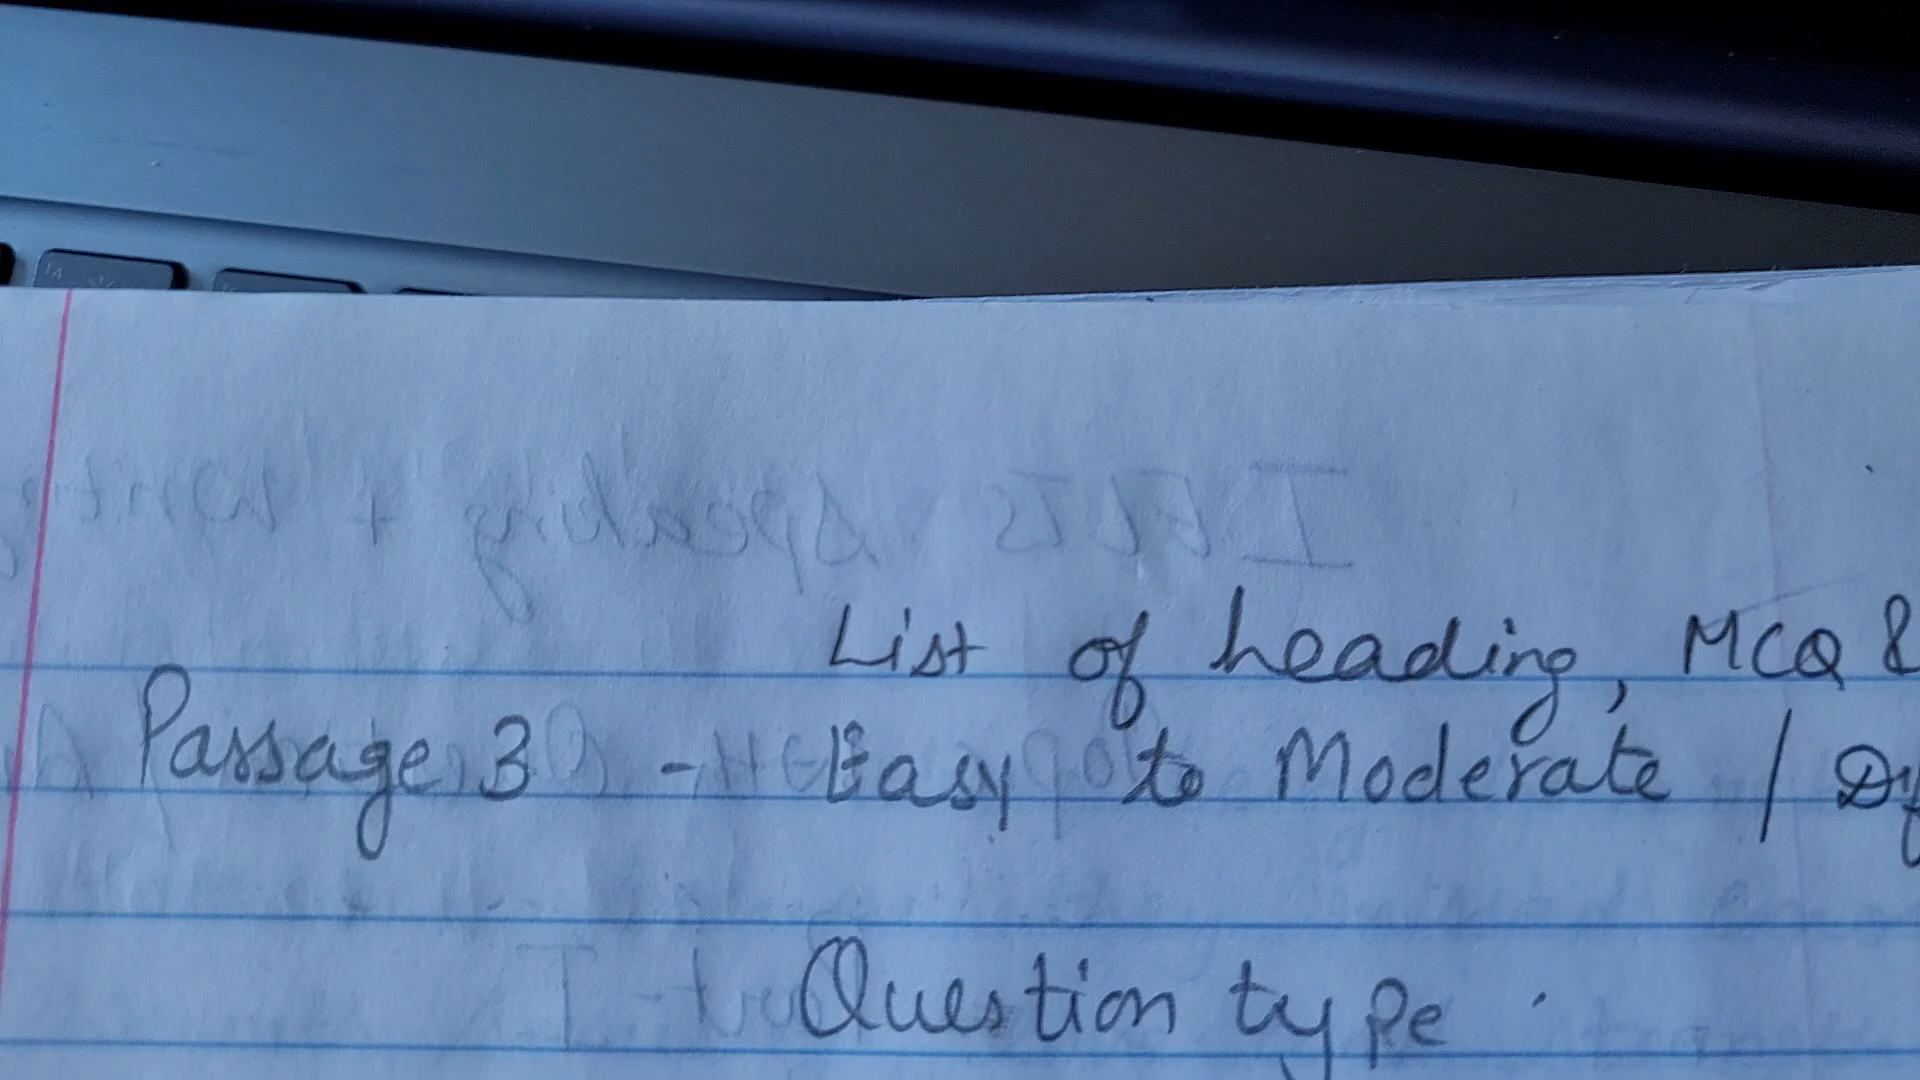 List of heading, MCQ &
Passage 3 - Easy to Moderate /
Question type .